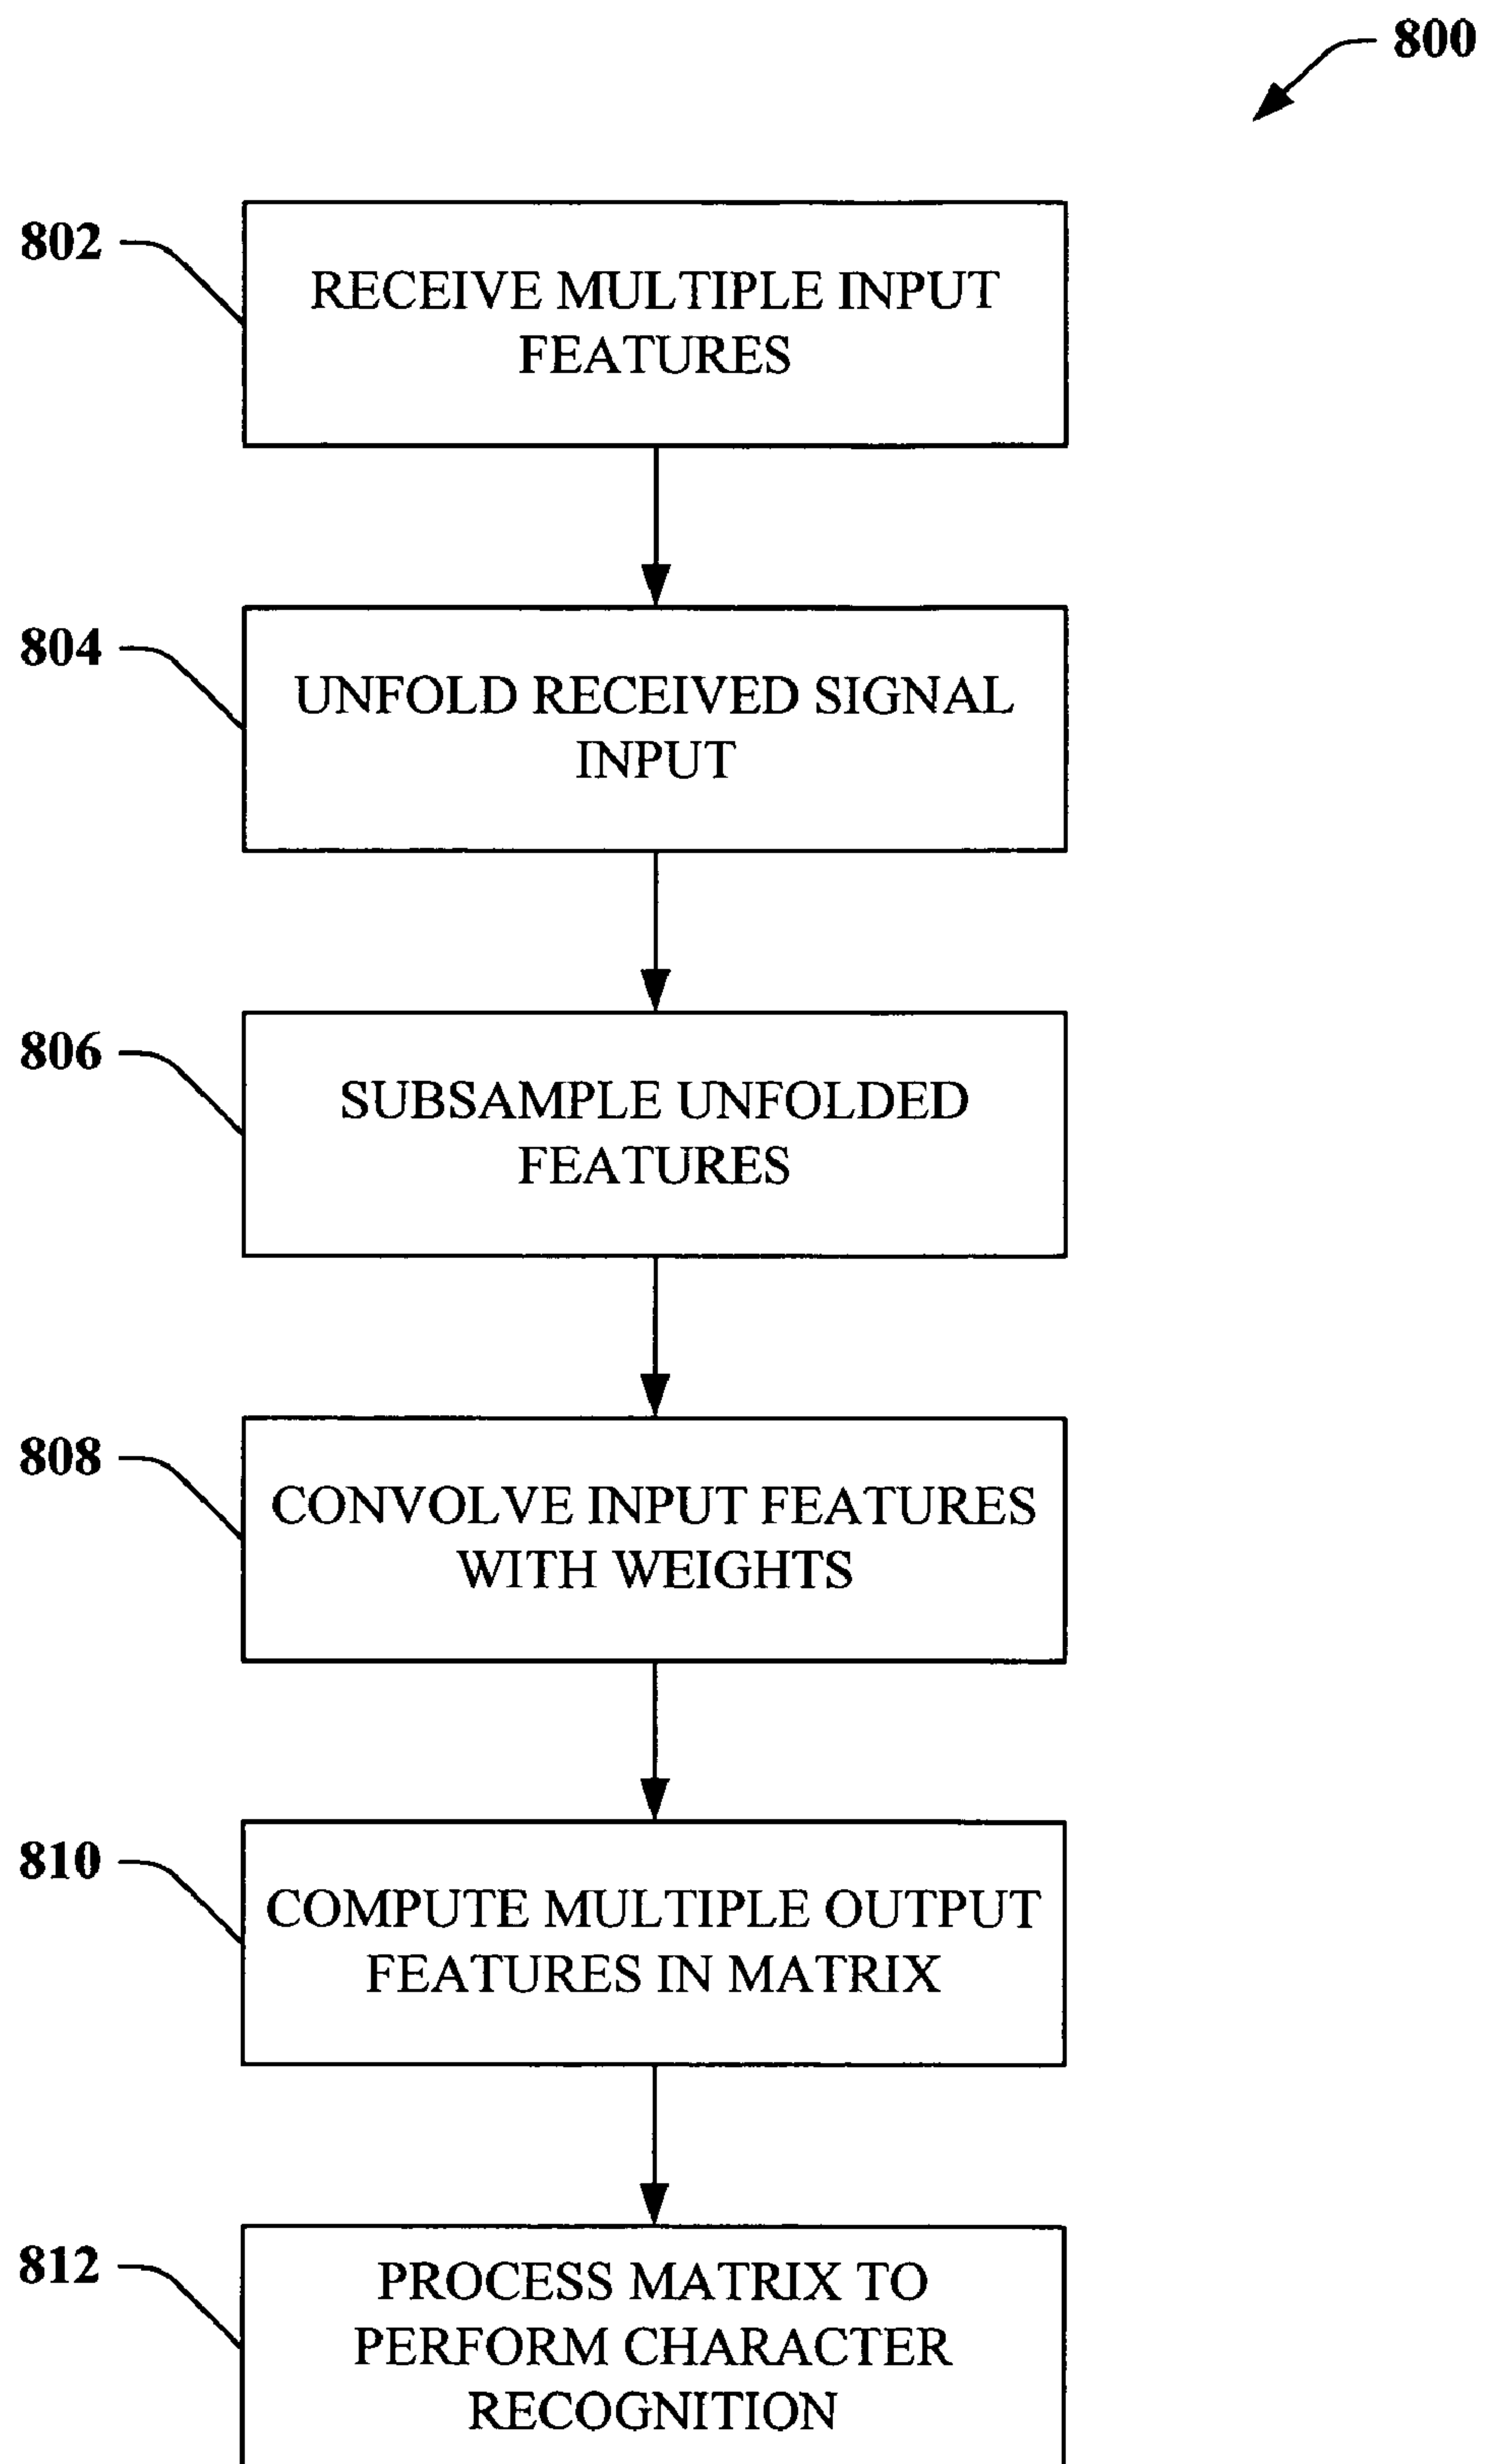 800
802
RECEIVE MULTIPLE INPUT
FEATURES
804
UNFOLD RECEIVED SIGNAL
INPUT
806
SUBSAMPLE UNFOLDED
FEATURES
808
CONVOLVE INPUT FEATURES
WITH WEIGHTS
810
COMPUTE MULTIPLE OUTPUT
FEATURES IN MATRIX
812
PROCESS MATRIX TO
PERFORM CHARACTER
RECOGNITION